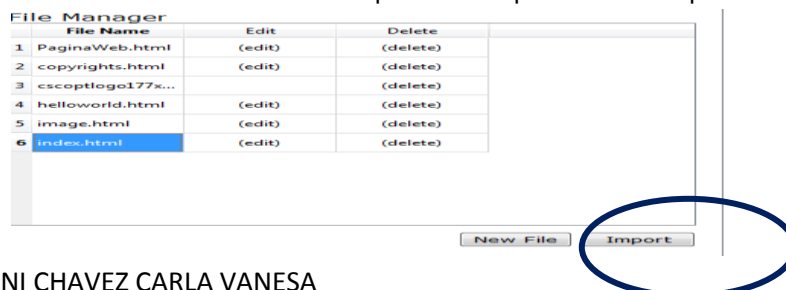 File Manager
File Name Edit Delete
1 PaginaWeb.html (edit) (delete)
2 copyrights.html (edit) (delete)
3 cscoptlogo177x... (delete)
4 helloworld.html (edit) (delete)
5 image.html (edit) (delete)
6 index.html (edit) (delete)
New File Import
NI CHAVEZ CARLA VANESA